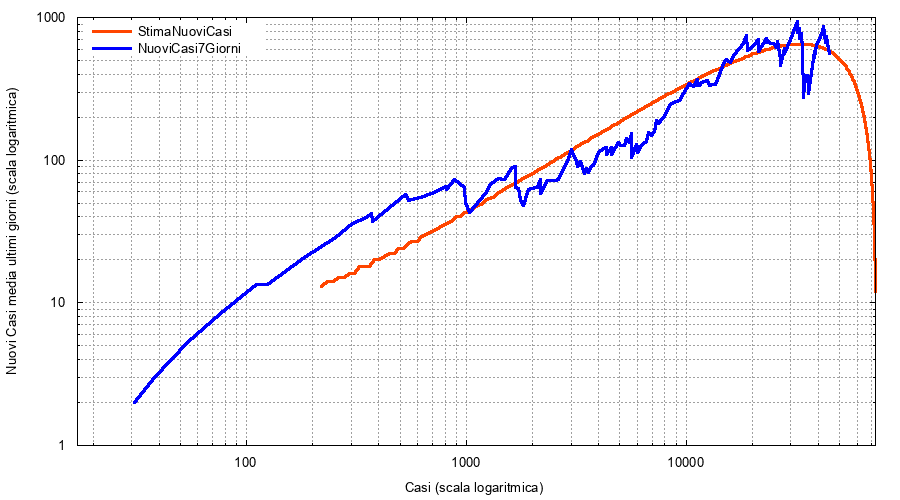 1000
StimaNuoviCasi
NuoviCasi7Giorni
100
10
1
Nuovi Casi media ultimi giorni (scala logaritmica)
100
1000
10000
Casi (scala logaritmica)